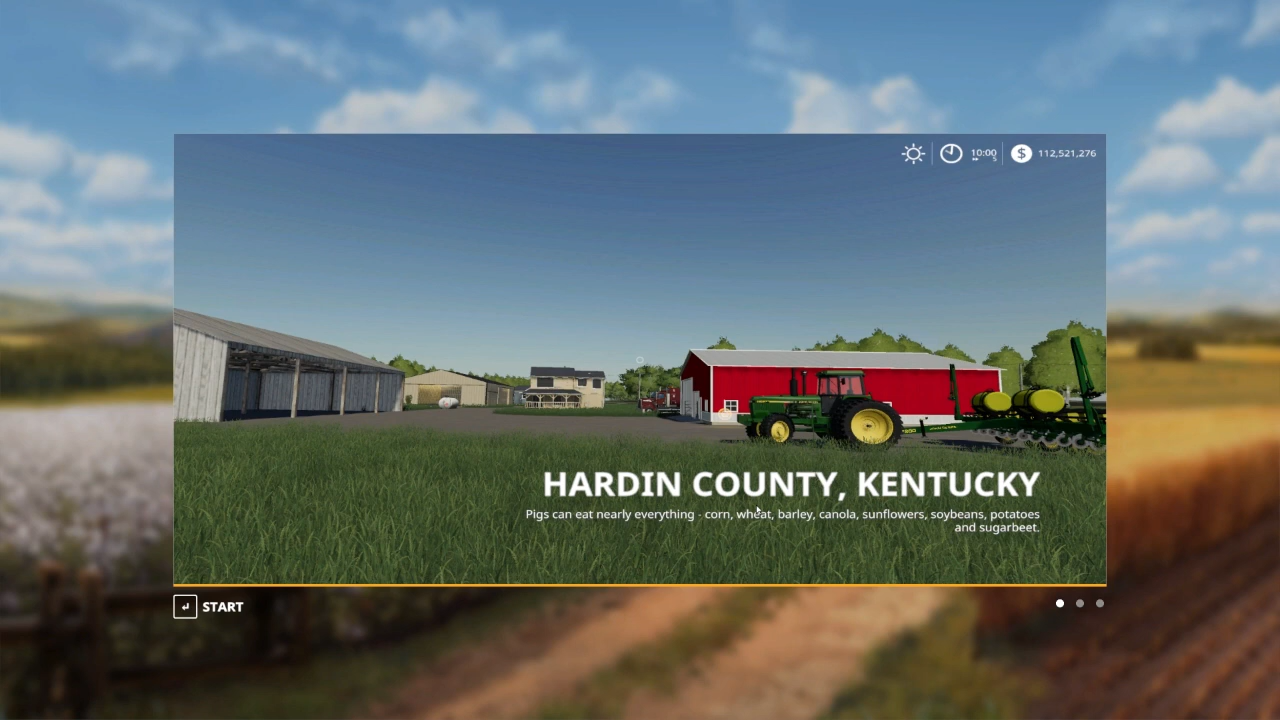 10:00
112,521,276
HARDIN COUNTY, KENTUCKY
Pigs can eat nearly everything - corn, wheat, barley, canola, sunflowers, soybeans, potatoes
and sugarbeet.
START